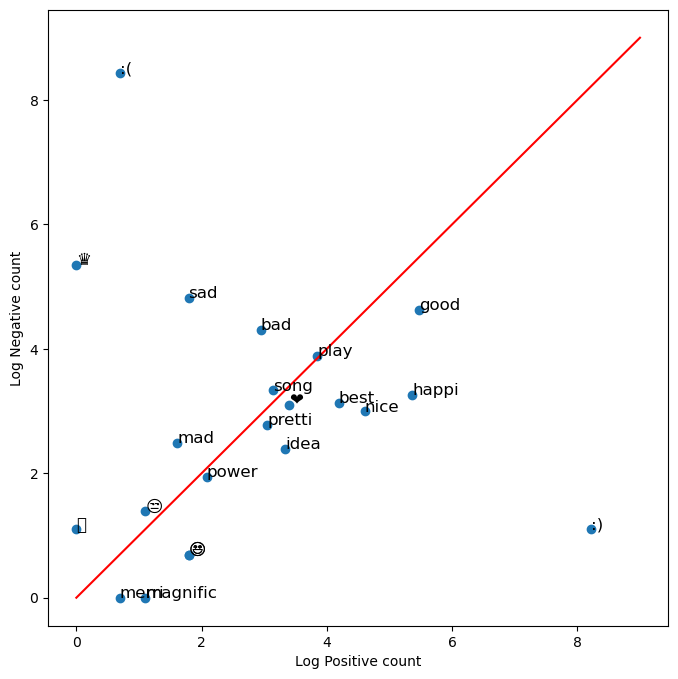 :(
8
♛
6
sad
good
bad
4
play
song
happi
❤
best
nice
pretti
mad
idea
2
power
😒
:)
merri
magnific
0
0
2
4
6
8
Log Positive count
Log Negative count